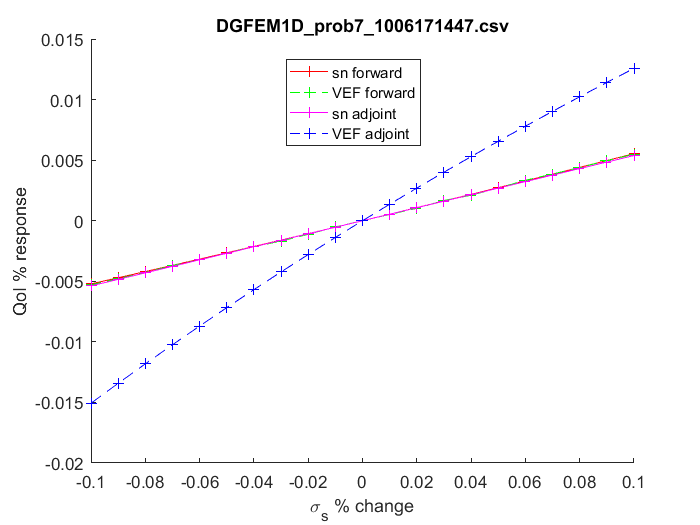 DGFEM1D_prob7_1006171447.csv
0.015
0.01
0.005
0
-0.005
-0.01
-0.015
-0.02
QoI % response
sn forward
VEF forward
sn adjoint
VEF adjoint
-0.1 -0.08 -0.06 -0.04 -0.02 0 0.02 0.04 0.06 0.08 0.1
σs % change